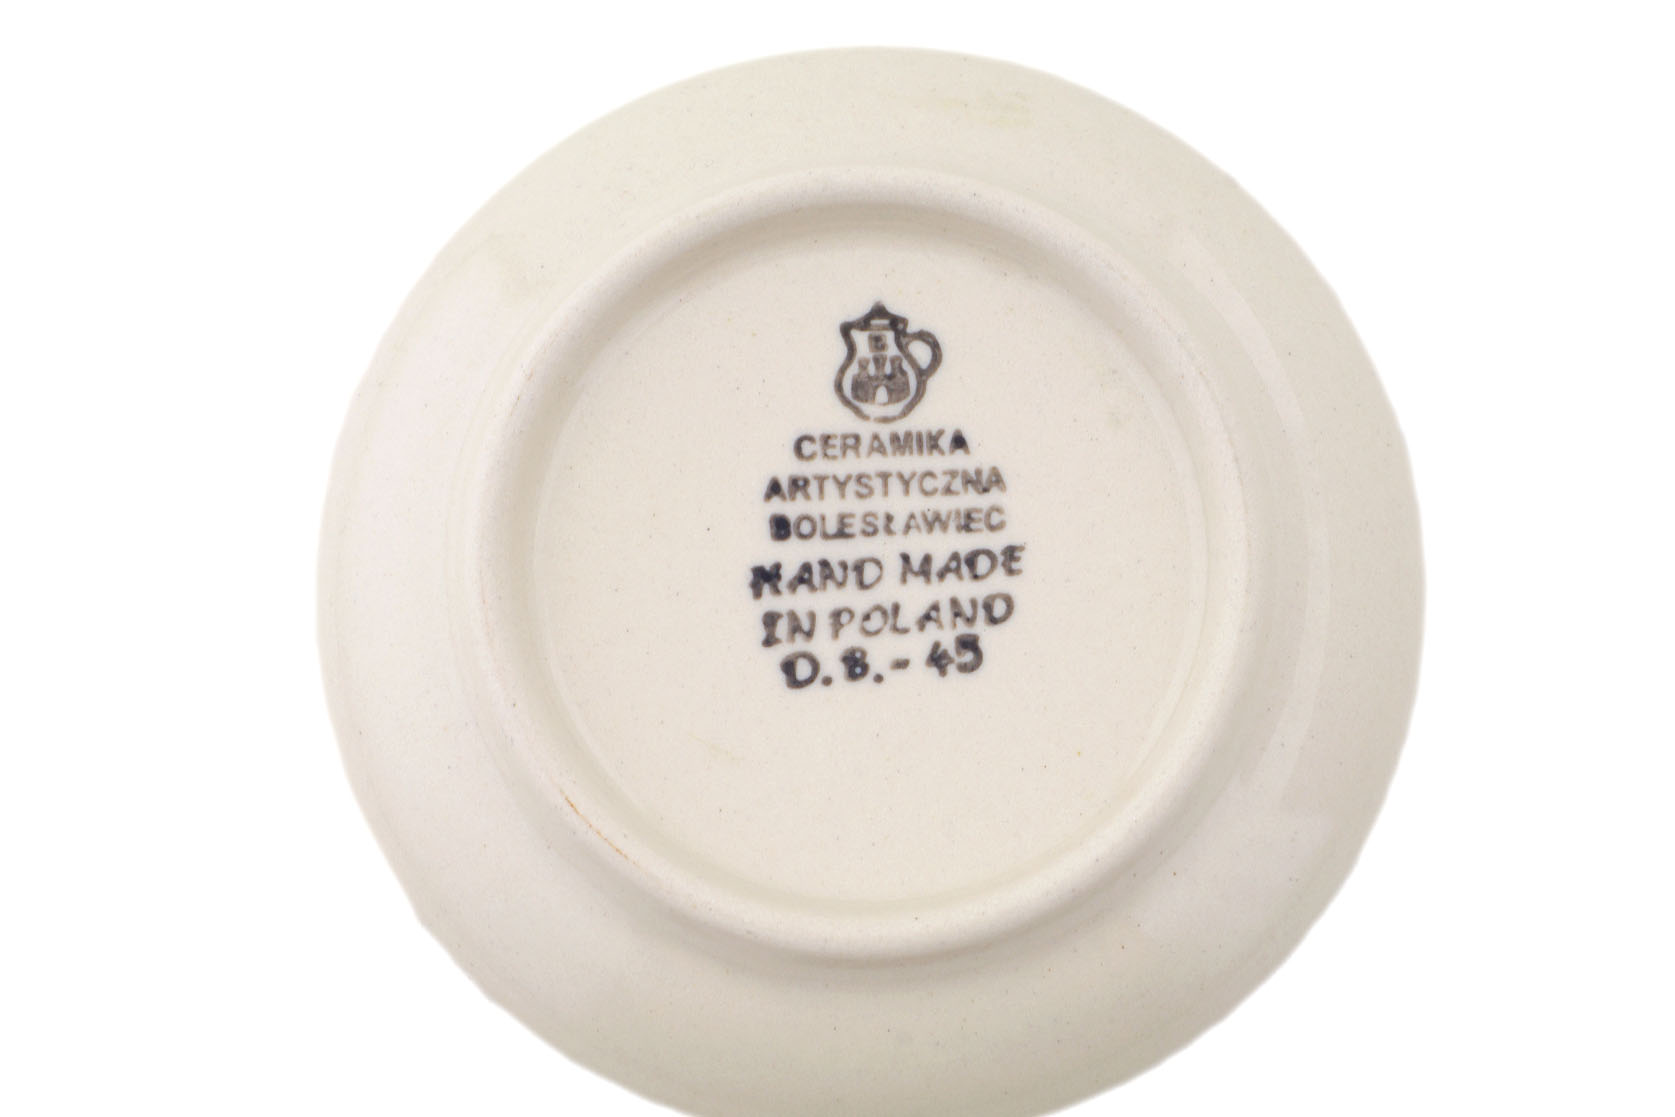 B
CERAMIKA
ARTYSTYCZNA
BOLESŁAWIEC
HAND MADE
IN POLAND
D.B.-45